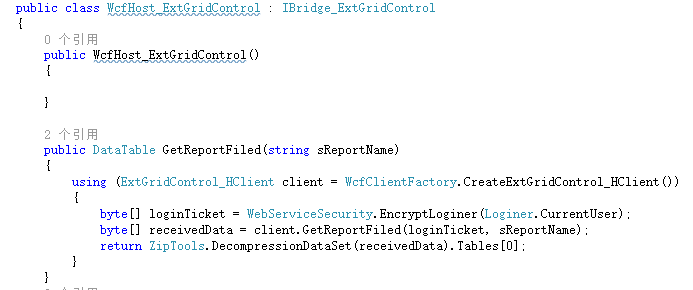 public class WcfHost_ExtGridControl : IBridge_ExtGridControl
{
0 个引用
public WcfHost_ExtGridControl()
{
}
2 个引用
public DataTable GetReportFiled(string sReportName)
{
using (ExtGridControl_HClient client = WcfClientFactory.CreateExtGridControl_HClient())
{
byte[] loginTicket = WebServiceSecurity.EncryptLoginer(Loginer.CurrentUser);
byte[] receivedData = client.GetReportFiled(loginTicket, sReportName);
return ZipTools.DecompressionDataSet(receivedData).Tables[0];
}
}